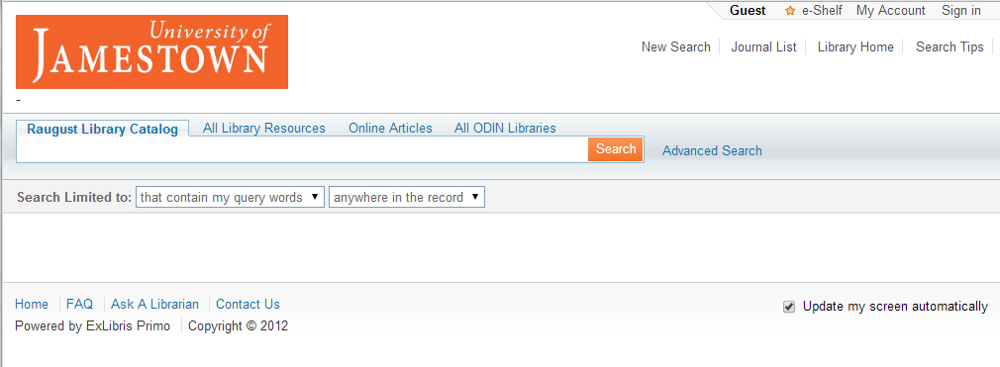 Guest e-Shelf My Account Sign in
University of
JAMESTOWN
New Search Journal List Library Home Search Tips
-
Raugust Library Catalog All Library Resources Online Articles All ODIN Libraries
Search Advanced Search
Search Limited to: that contain my query words anywhere in the record
Home FAQ Ask A Librarian Contact Us
Update my screen automatically
Powered by ExLibris Primo Copyright © 2012